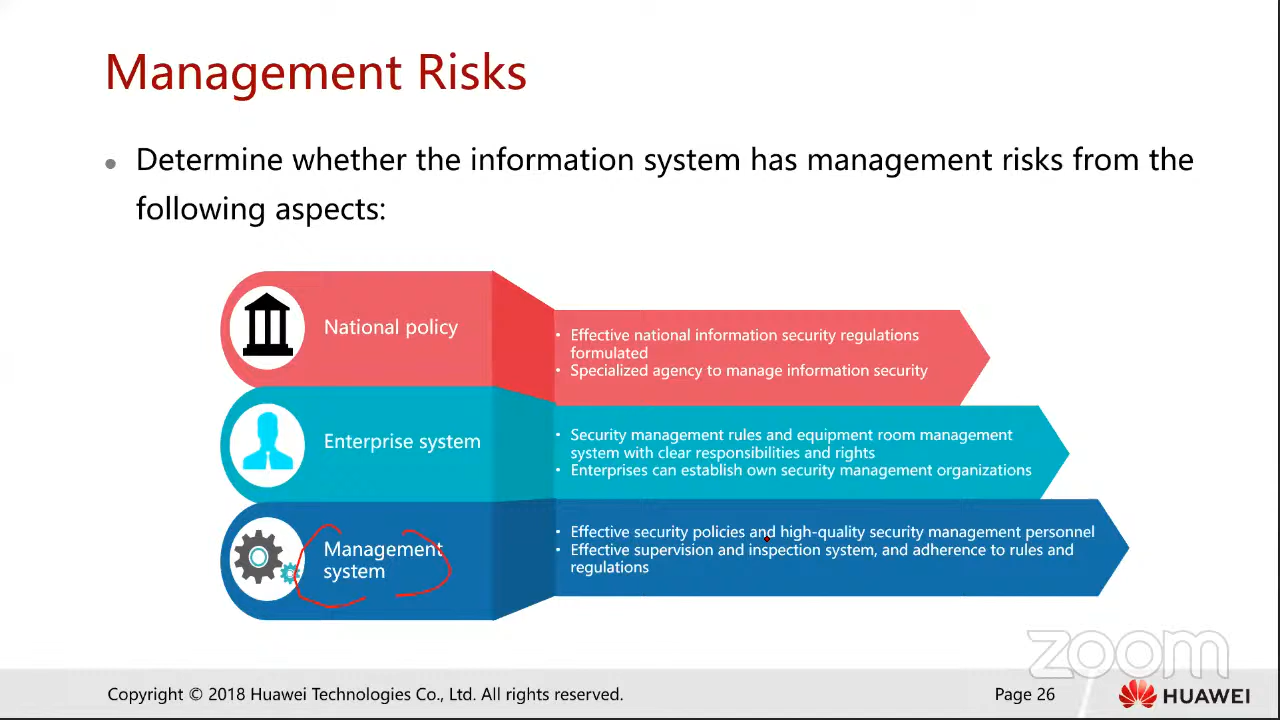 Management Risks
• Determine whether the information system has management risks from the
following aspects:
National policy
• Effective national information security regulations
formulated
• Specialized agency to manage information security
Enterprise system
• Security management rules and equipment room management
system with clear responsibilities and rights
• Enterprises can establish own security management organizations
Management
system
• Effective security policies and high-quality security management personnel
• Effective supervision and inspection system, and adherence to rules and
regulations
zoom
Copyright © 2018 Huawei Technologies Co., Ltd. All rights reserved.
Page 26
HUAWEI